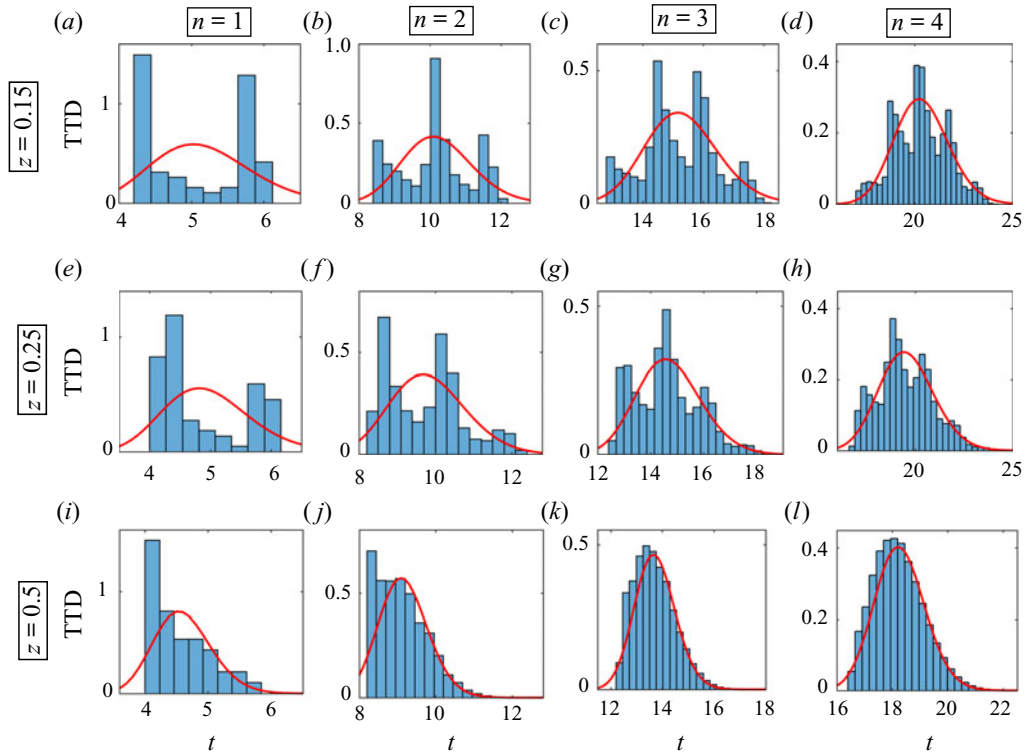 n = 1 n = 2 n = 3 n = 4
(a) (b) (c) (d)
z = 0.15
TTD
1 0
4 5 6
1.0 0.5 0
8 10 12
0.5 0
14 16 18
0.4 0.2 0
20 25
(e) (f) (g) (h)
z = 0.25
TTD
1 0
4 5 6
0.5 0
8 10 12
0.5 0
12 14 16 18
0.4 0.2 0
20 25
(i) (j) (k) (l)
z = 0.5
TTD
1 0
4 5 6
t
0.5 0
8 10 12
t
0.5 0
12 14 16 18
t
0.4 0.2 0
16 18 20 22
t